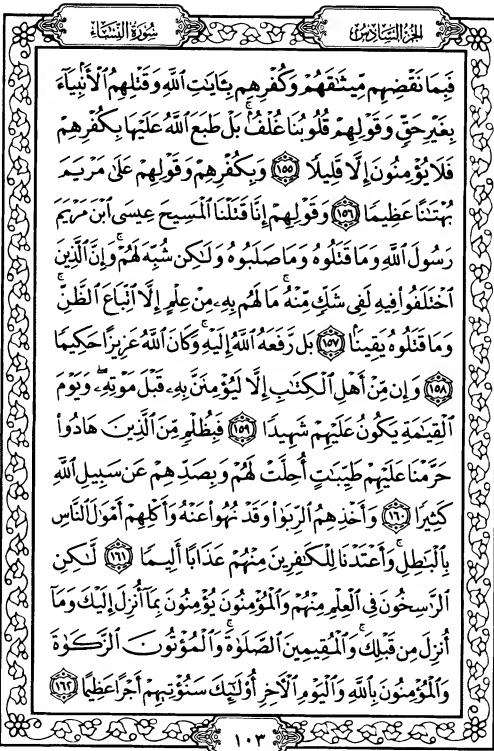 الجزء السادس
سورة النساء
فَبِمَا نَقْضِهِم مِّيثَٰقَهُمْ وَكُفْرِهِم بِـَٔايَٰتِ ٱللَّهِ وَقَتْلِهِمُ ٱلْأَنۢبِيَآءَ
بِغَيْرِ حَقٍّ وَقَوْلِهِمْ قُلُوبُنَا غُلْفٌۢ ۚ بَلْ طَبَعَ ٱللَّهُ عَلَيْهَا بِكُفْرِهِمْ
فَلَا يُؤْمِنُونَ إِلَّا قَلِيلًا ١٥٥ وَبِكُفْرِهِمْ وَقَوْلِهِمْ عَلَىٰ مَرْيَمَ
بُهْتَٰنًا عَظِيمًا ١٥٦ وَقَوْلِهِمْ إِنَّا قَتَلْنَا ٱلْمَسِيحَ عِيسَى ٱبْنَ مَرْيَمَ
رَسُولَ ٱللَّهِ وَمَا قَتَلُوهُ وَمَا صَلَبُوهُ وَلَٰكِن شُبِّهَ لَهُمْ ۚ وَإِنَّ ٱلَّذِينَ
ٱخْتَلَفُوا۟ فِيهِ لَفِى شَكٍّ مِّنْهُ ۚ مَا لَهُم بِهِۦ مِنْ عِلْمٍ إِلَّا ٱتِّبَاعَ ٱلظَّنِّ ۚ
وَمَا قَتَلُوهُ يَقِينًۢا ١٥٧ بَل رَّفَعَهُ ٱللَّهُ إِلَيْهِ ۚ وَكَانَ ٱللَّهُ عَزِيزًا حَكِيمًا
١٥٨ وَإِن مِّنْ أَهْلِ ٱلْكِتَٰبِ إِلَّا لَيُؤْمِنَنَّ بِهِۦ قَبْلَ مَوْتِهِۦ ۖ وَيَوْمَ
ٱلْقِيَٰمَةِ يَكُونُ عَلَيْهِمْ شَهِيدًا ١٥٩ فَبِظُلْمٍ مِّنَ ٱلَّذِينَ هَادُوا۟
حَرَّمْنَا عَلَيْهِمْ طَيِّبَٰتٍ أُحِلَّتْ لَهُمْ وَبِصَدِّهِمْ عَن سَبِيلِ ٱللَّهِ
كَثِيرًا ١٦٠ وَأَخْذِهِمُ ٱلرِّبَوٰا۟ وَقَدْ نُهُوا۟ عَنْهُ وَأَكْلِهِمْ أَمْوَٰلَ ٱلنَّاسِ
بِٱلْبَٰطِلِ ۚ وَأَعْتَدْنَا لِلْكَٰفِرِينَ مِنْهُمْ عَذَابًا أَلِيمًا ١٦١ لَّٰكِنِ
ٱلرَّٰسِخُونَ فِى ٱلْعِلْمِ مِنْهُمْ وَٱلْمُؤْمِنُونَ يُؤْمِنُونَ بِمَآ أُنزِلَ إِلَيْكَ وَمَآ
أُنزِلَ مِن قَبْلِكَ ۚ وَٱلْمُقِيمِينَ ٱلصَّلَوٰةَ ۚ وَٱلْمُؤْتُونَ ٱلزَّكَوٰةَ
وَٱلْمُؤْمِنُونَ بِٱللَّهِ وَٱلْيَوْمِ ٱلْءَاخِرِ أُو۟لَٰٓئِكَ سَنُؤْتِيهِمْ أَجْرًا عَظِيمًا ١٦٢
١٠٣